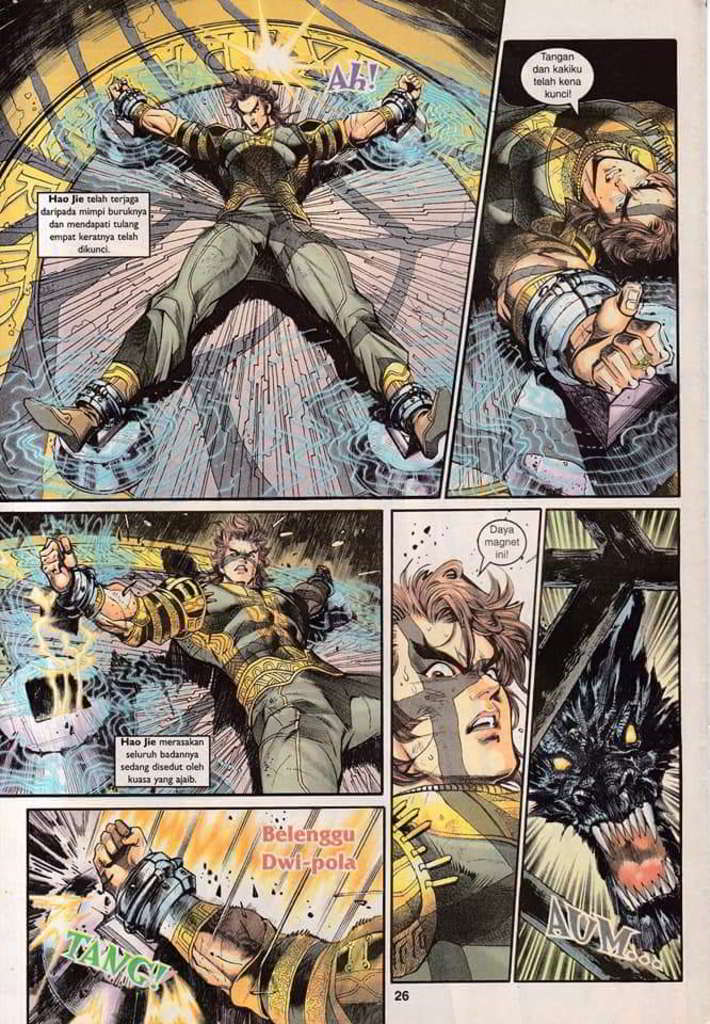 Ah!
Hao Jie telah terjaga
daripada mimpi buruknya
dan mendapati tulang
empat keratnya telah
dikunci.
Tangan
dan kakiku
telah kena
kunci!
Hao Jie merasakan
seluruh badannya
sedang disedut oleh
kuasa yang ajaib.
Daya
magnet
ini!
Belenggu
Dwi-pola
TANG!
AUM...
26